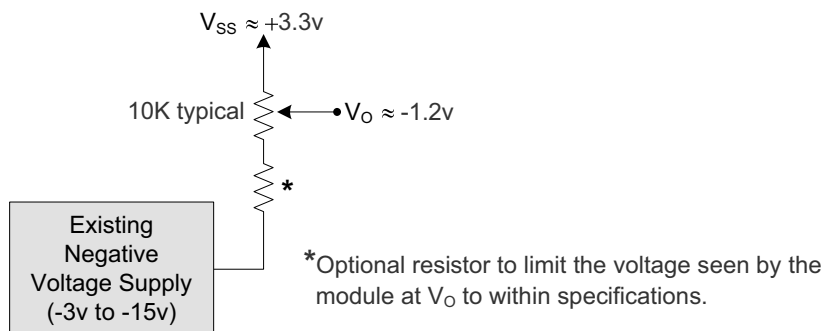 V_SS ≈ +3.3v
10K typical
V_O ≈ -1.2v
*
Existing
Negative
Voltage Supply
(-3v to -15v)
*Optional resistor to limit the voltage seen by the
module at V_O to within specifications.